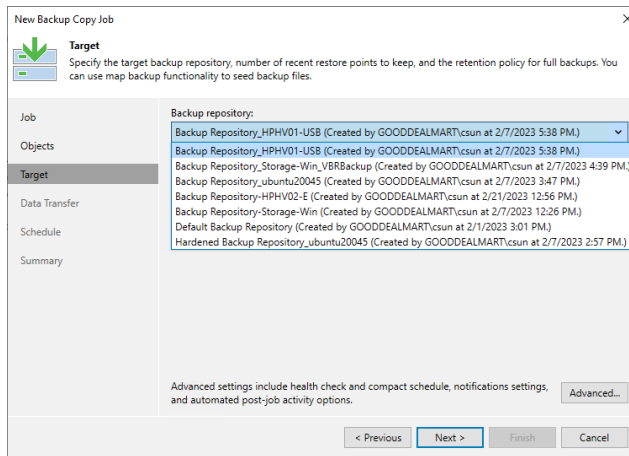 New Backup Copy Job
Target
Specify the target backup repository, number of recent restore points to keep, and the retention policy for full backups. You
can use map backup functionality to seed backup files.
Job
Objects
Target
Data Transfer
Schedule
Summary
Backup repository:
Backup Repository_HPHV01-USB (Created by GOODDEALMART\csun at 2/7/2023 5:38 PM.)
Backup Repository_HPHV01-USB (Created by GOODDEALMART\csun at 2/7/2023 5:38 PM.)
Backup Repository_Storage-Win_VBRBackup (Created by GOODDEALMART\csun at 2/7/2023 4:39 PM.)
Backup Repository_ubuntu20045 (Created by GOODDEALMART\csun at 2/7/2023 3:47 PM.)
Backup Repository-HPHV02-E (Created by GOODDEALMART\csun at 2/21/2023 12:56 PM.)
Backup Repository-Storage-Win (Created by GOODDEALMART\csun at 2/7/2023 12:26 PM.)
Default Backup Repository (Created by GOODDEALMART\csun at 2/1/2023 3:01 PM.)
Hardened Backup Repository_ubuntu20045 (Created by GOODDEALMART\csun at 2/7/2023 2:57 PM.)
Advanced settings include health check and compact schedule, notifications settings,
and automated post-job activity options.
Advanced...
< Previous
Next >
Finish
Cancel